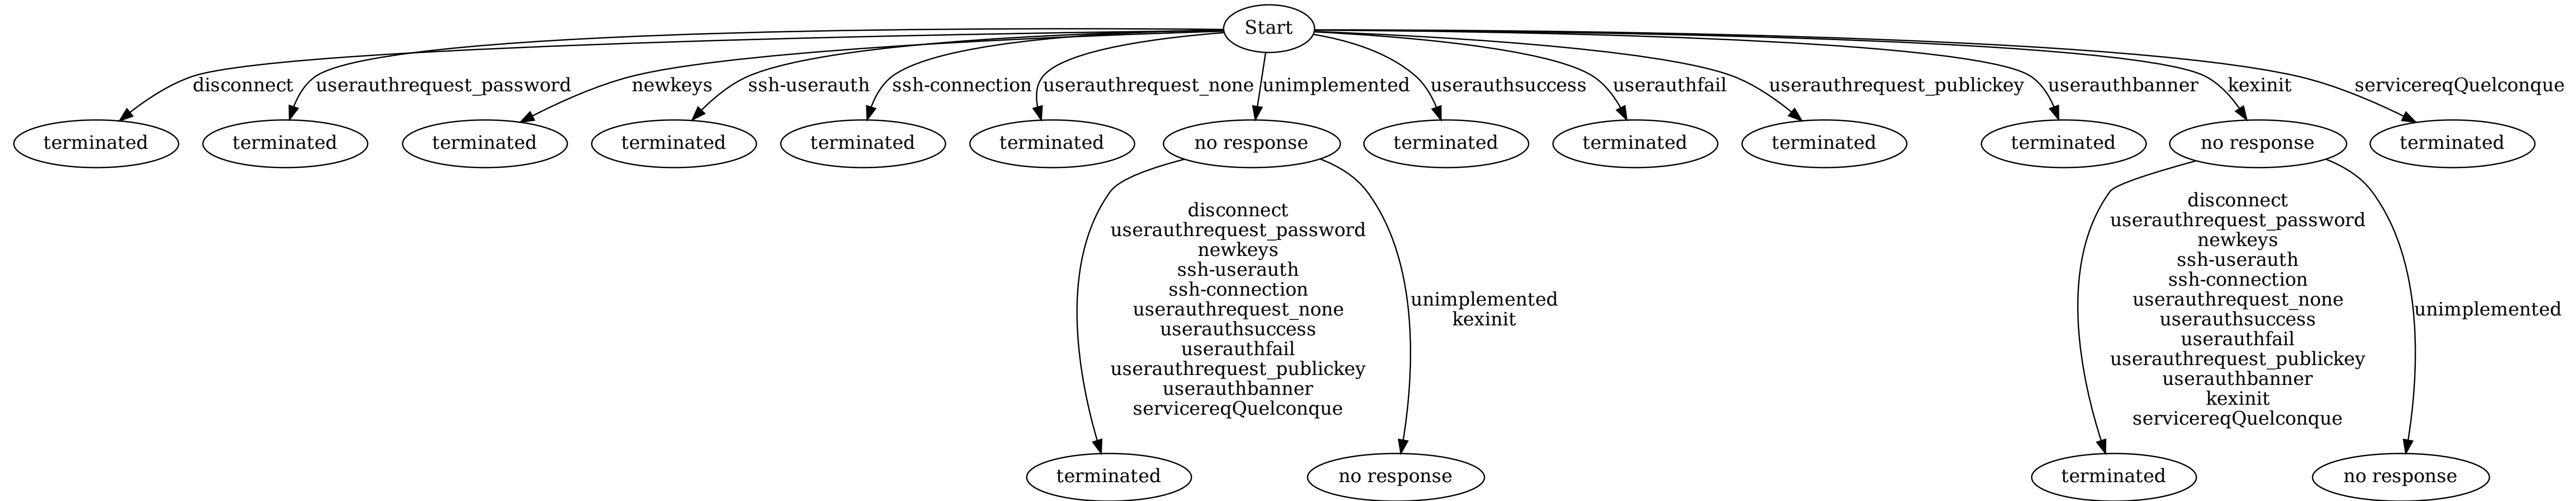 Start
disconnect
userauthrequest_password
newkeys
ssh-userauth
ssh-connection
userauthrequest_none
unimplemented
userauthsuccess
userauthfail
userauthrequest_publickey
userauthbanner
kexinit
servicereqQuelconque
terminated
terminated
terminated
terminated
terminated
terminated
no response
terminated
terminated
terminated
terminated
no response
terminated
disconnect
userauthrequest_password
newkeys
ssh-userauth
ssh-connection
userauthrequest_none
userauthsuccess
userauthfail
userauthrequest_publickey
userauthbanner
servicereqQuelconque
unimplemented
kexinit
disconnect
userauthrequest_password
newkeys
ssh-userauth
ssh-connection
userauthrequest_none
userauthsuccess
userauthfail
userauthrequest_publickey
userauthbanner
kexinit
servicereqQuelconque
unimplemented
terminated
no response
terminated
no response